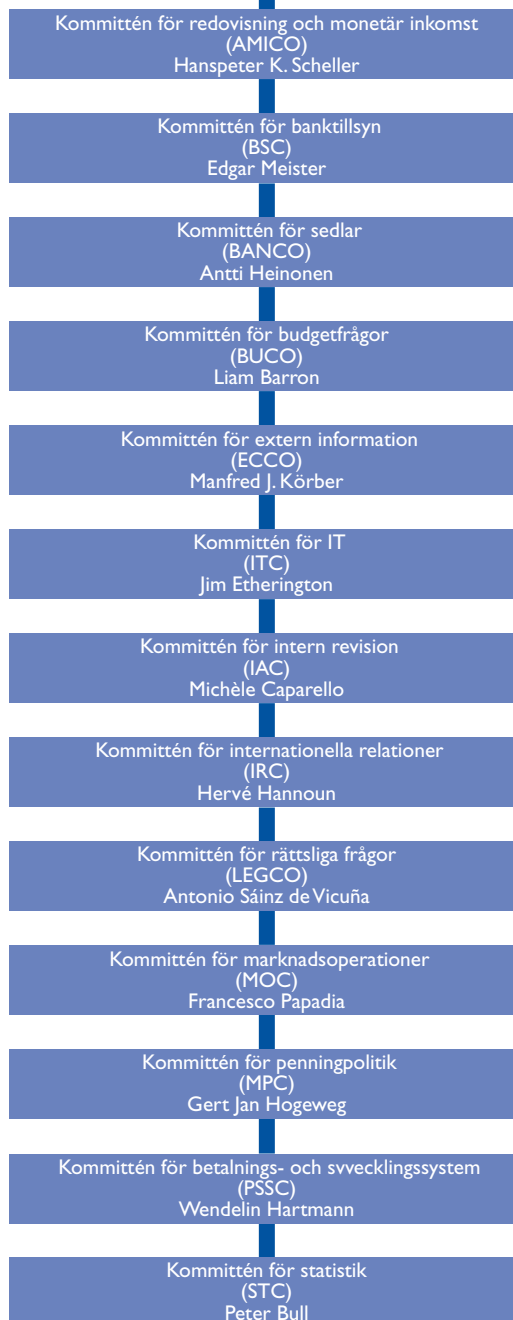 Kommittén för redovisning och monetär inkomst
(AMICO)
Hanspeter K. Scheller
Kommittén för banktillsyn
(BSC)
Edgar Meister
Kommittén för sedlar
(BANCO)
Antti Heinonen
Kommittén för budgetfrågor
(BUCO)
Liam Barron
Kommittén för extern information
(ECCO)
Manfred J. Körber
Kommittén för IT
(ITC)
Jim Etherington
Kommittén för intern revision
(IAC)
Michèle Caparello
Kommittén för internationella relationer
(IRC)
Hervé Hannoun
Kommittén för rättsliga frågor
(LEGCO)
Antonio Sáinz de Vicuña
Kommittén för marknadsoperationer
(MOC)
Francesco Papadia
Kommittén för penningpolitik
(MPC)
Gert Jan Hogeweg
Kommittén för betalnings- och svvecklingssystem
(PSSC)
Wendelin Hartmann
Kommittén för statistik
(STC)
Peter Bull